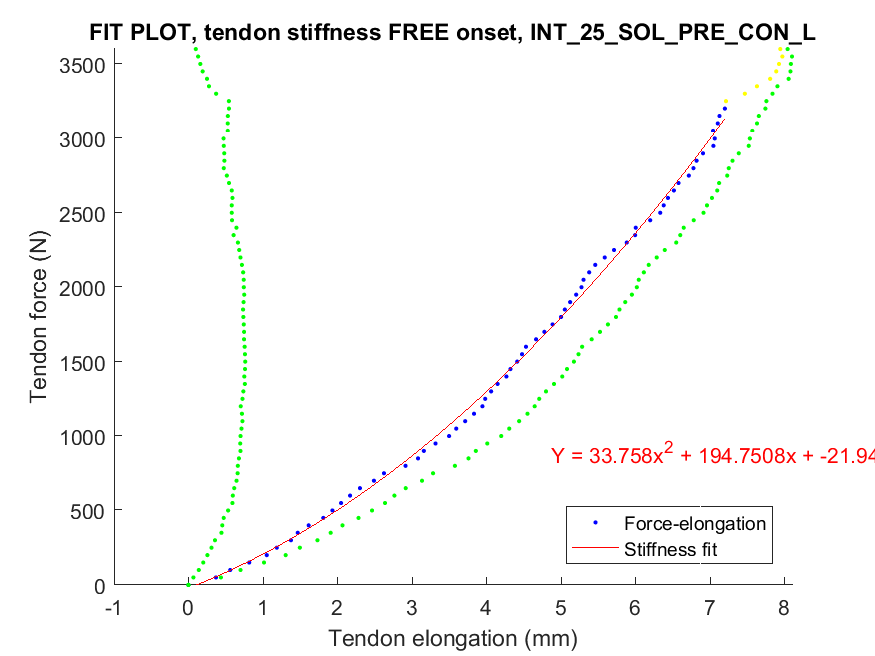 FIT PLOT, tendon stiffness FREE onset, INT_25_SOL_PRE_CON_L
3500
3000
2500
2000
1500
1000
500
0
Tendon force (N)
Y = 33.758x² + 194.7508x + -21.94
Force-elongation
Stiffness fit
-1 0 1 2 3 4 5 6 7 8
Tendon elongation (mm)